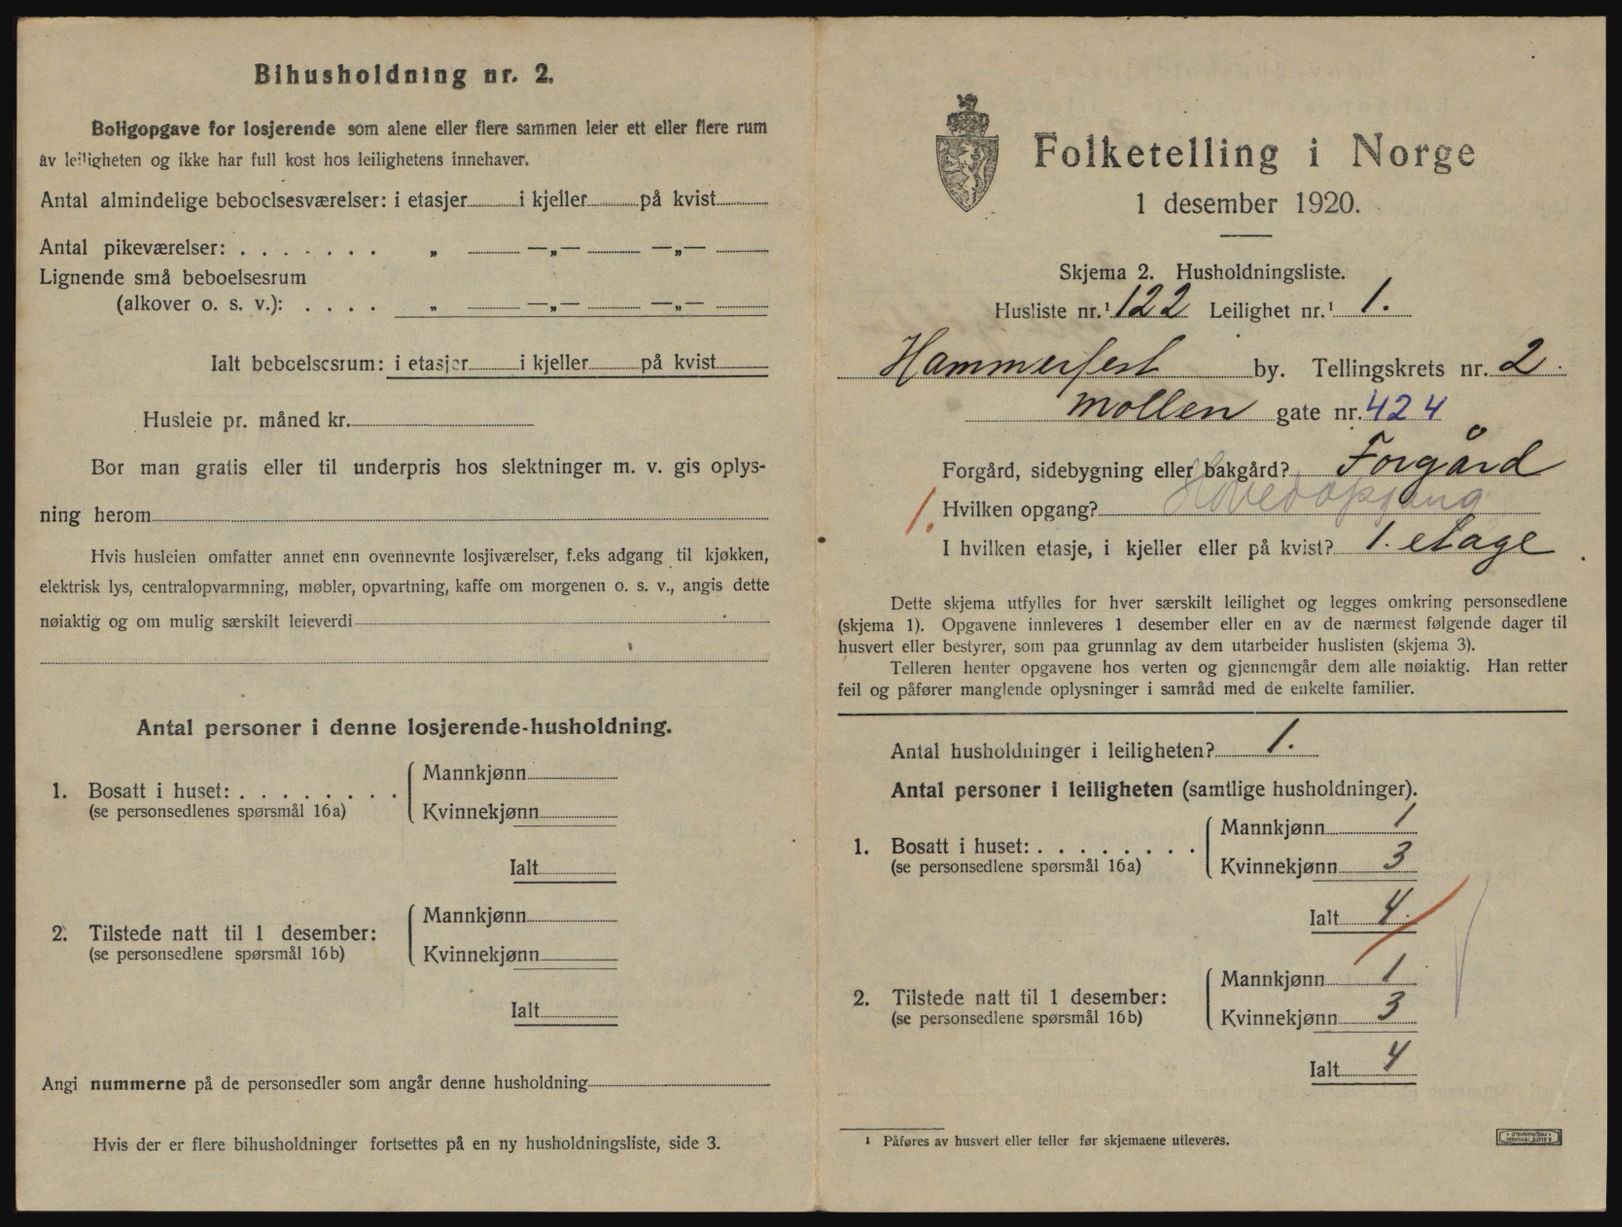 Bihusholdning nr. 2.
Boligopgave for losjerende som alene eller flere sammen leier ett eller flere rum
av leiligheten og ikke har full kost hos leilighetens innehaver.
Antal almindelige beboelsesværelser: i etasjer i kjeller på kvist
Antal pikeværelser: . . . . . . . „ —„— —„—
Lignende små beboelsesrum
(alkover o. s. v.): . . . . „ —„— —„—
Ialt beboelsesrum: i etasjer i kjeller på kvist
Husleie pr. måned kr.
Bor man gratis eller til underpris hos slektninger m. v. gis oplys-
ning herom
Hvis husleien omfatter annet enn ovennevnte losjiværelser, f.eks adgang til kjøkken,
elektrisk lys, centralopvarmning, møbler, opvartning, kaffe om morgenen o. s. v., angis dette
nøiaktig og om mulig særskilt leieverdi
Antal personer i denne losjerende-husholdning.
1. Bosatt i huset: . . . . . . . .
(se personsedlenes spørsmål 16a)
Mannkjønn
Kvinnekjønn
Ialt
2. Tilstede natt til 1 desember:
(se personsedlene spørsmål 16b)
Mannkjønn
Kvinnekjønn
Ialt
Angi nummerne på de personsedler som angår denne husholdning
Hvis der er flere bihusholdninger fortsettes på en ny husholdningsliste, side 3.
Folketelling i Norge
1 desember 1920.
Skjema 2. Husholdningsliste.
Husliste nr.¹ 122 Leilighet nr.¹ 1.
Hammerfest by. Tellingskrets nr. 2.
Mollen gate nr. 424
Forgård, sidebygning eller bakgård? Forgård
1. Hvilken opgang? Hovedopgang
I hvilken etasje, i kjeller eller på kvist? 1. etage
Dette skjema utfylles for hver særskilt leilighet og legges omkring personsedlene
(skjema 1). Opgavene innleveres 1 desember eller en av de nærmest følgende dager til
husvert eller bestyrer, som paa grunnlag av dem utarbeider huslisten (skjema 3).
Telleren henter opgavene hos verten og gjennemgår dem alle nøiaktig. Han retter
feil og påfører manglende oplysninger i samråd med de enkelte familier.
Antal husholdninger i leiligheten? 1.
Antal personer i leiligheten (samtlige husholdninger).
1. Bosatt i huset: . . . . . . . .
(se personsedlene spørsmål 16a)
Mannkjønn 1
Kvinnekjønn 3
Ialt 4.
2. Tilstede natt til 1 desember:
(se personsedlene spørsmål 16b)
Mannkjønn 1
Kvinnekjønn 3
Ialt 4
¹ Påføres av husvert eller teller før skjemaene utleveres.